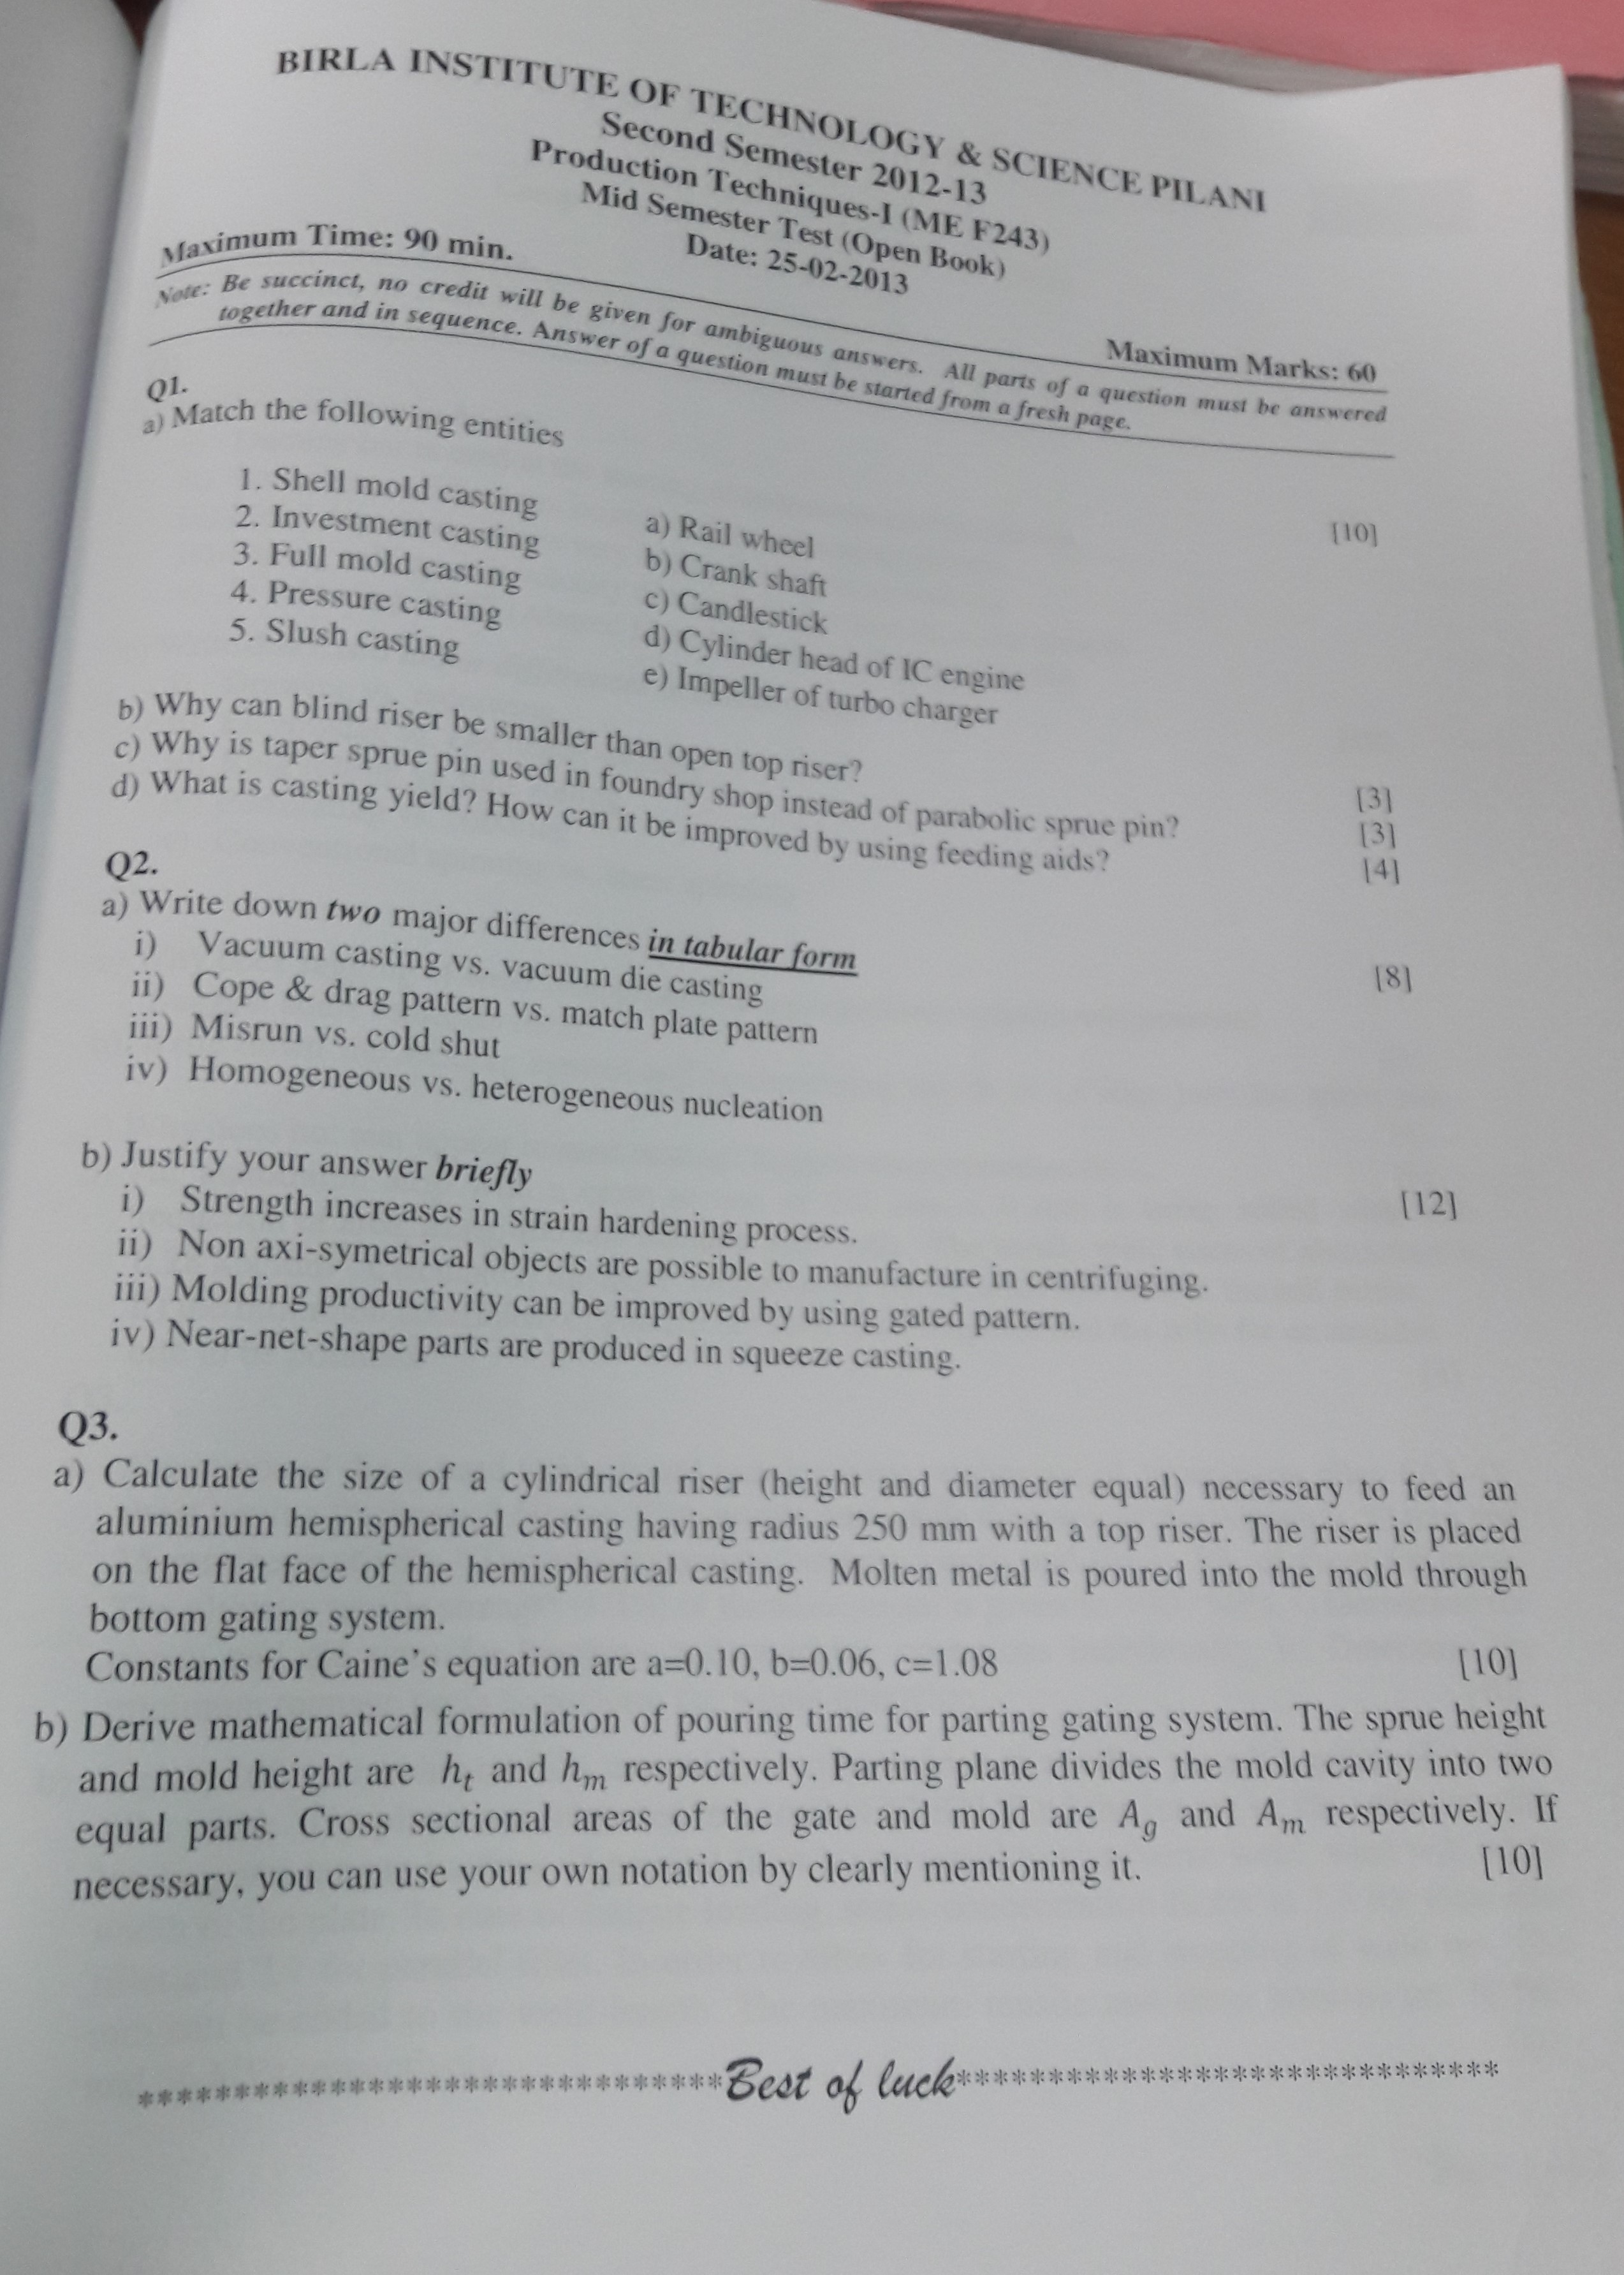 BIRLA INSTITUTE OF TECHNOLOGY & SCIENCE PILANI
Second Semester 2012-13
Production Techniques-I (ME F243)
Mid Semester Test (Open Book)
Date: 25-02-2013
Maximum Time: 90 min.
Maximum Marks: 60
Note: Be succinct, no credit will be given for ambiguous answers. All parts of a question must be answered
together and in sequence. Answer of a question must be started from a fresh page.
Q1.
a) Match the following entities
[10]
1. Shell mold casting
2. Investment casting
3. Full mold casting
4. Pressure casting
5. Slush casting
a) Rail wheel
b) Crank shaft
c) Candlestick
d) Cylinder head of IC engine
e) Impeller of turbo charger
b) Why can blind riser be smaller than open top riser? [3]
c) Why is taper sprue pin used in foundry shop instead of parabolic sprue pin? [3]
d) What is casting yield? How can it be improved by using feeding aids? [4]
Q2.
a) Write down two major differences in tabular form [8]
i) Vacuum casting vs. vacuum die casting
ii) Cope & drag pattern vs. match plate pattern
iii) Misrun vs. cold shut
iv) Homogeneous vs. heterogeneous nucleation
b) Justify your answer briefly [12]
i) Strength increases in strain hardening process.
ii) Non axi-symetrical objects are possible to manufacture in centrifuging.
iii) Molding productivity can be improved by using gated pattern.
iv) Near-net-shape parts are produced in squeeze casting.
Q3.
a) Calculate the size of a cylindrical riser (height and diameter equal) necessary to feed an
aluminium hemispherical casting having radius 250 mm with a top riser. The riser is placed
on the flat face of the hemispherical casting. Molten metal is poured into the mold through
bottom gating system.
Constants for Caine's equation are a=0.10, b=0.06, c=1.08 [10]
b) Derive mathematical formulation of pouring time for parting gating system. The sprue height
and mold height are hₜ and hₘ respectively. Parting plane divides the mold cavity into two
equal parts. Cross sectional areas of the gate and mold are A_g and A_m respectively. If
necessary, you can use your own notation by clearly mentioning it. [10]
*******************************Best of luck*****************************